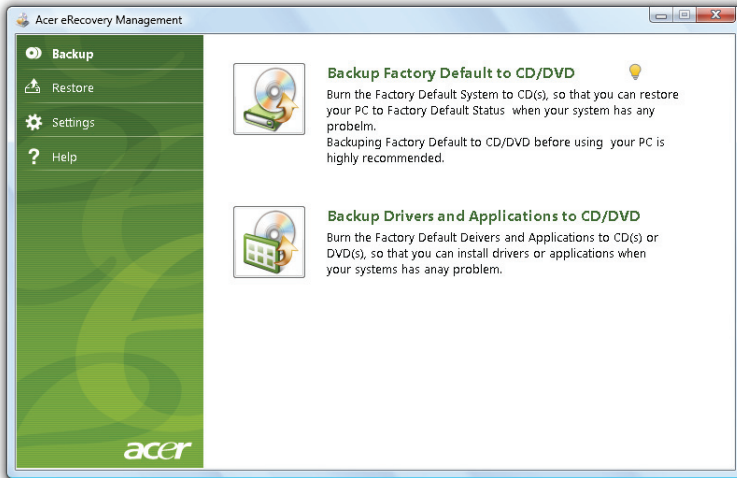 Acer eRecovery Management
Backup
Restore
Settings
Help
Backup Factory Default to CD/DVD
Burn the Factory Default System to CD(s), so that you can restore
your PC to Factory Default Status when your system has any
probelm.
Backuping Factory Default to CD/DVD before using your PC is
highly recommended.
Backup Drivers and Applications to CD/DVD
Burn the Factory Default Deivers and Applications to CD(s) or
DVD(s), so that you can install drivers or applications when
your systems has anay problem.
acer